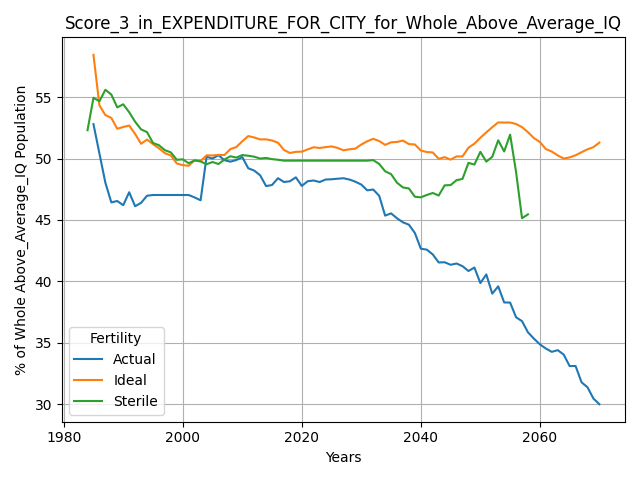 Score_3_in_EXPENDITURE_FOR_CITY_for_Whole_Above_Average_IQ
% of Whole Above_Average_IQ Population
55
50
45
40
35
30
Fertility
Actual
Ideal
Sterile
1980
2000
2020
2040
2060
Years